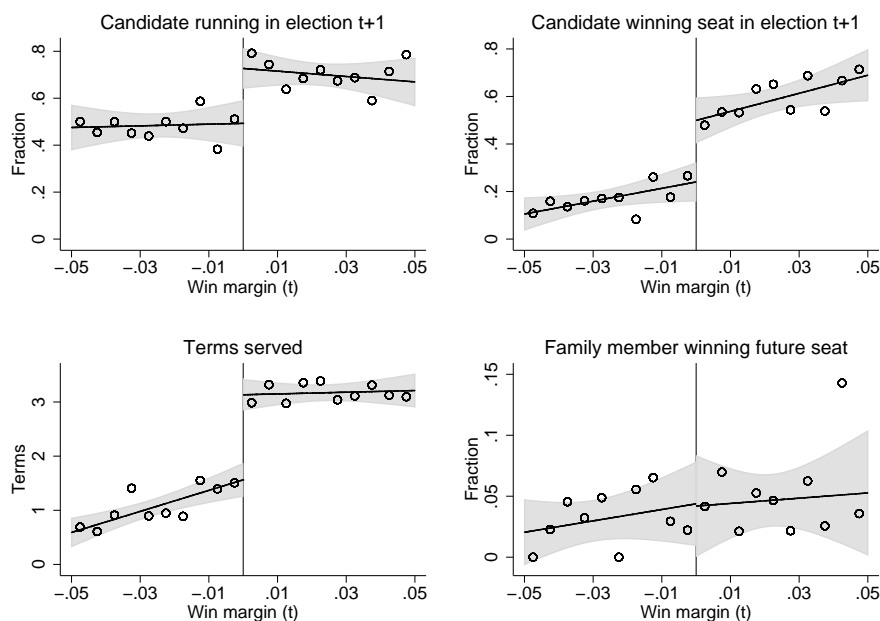 Candidate running in election t+1
Fraction
0 .2 .4 .6 .8
−.05 −.03 −.01 .01 .03 .05
Win margin (t)
Candidate winning seat in election t+1
Fraction
0 .2 .4 .6 .8
−.05 −.03 −.01 .01 .03 .05
Win margin (t)
Terms served
Terms
0 1 2 3
−.05 −.03 −.01 .01 .03 .05
Win margin (t)
Family member winning future seat
Fraction
0 .05 .1 .15
−.05 −.03 −.01 .01 .03 .05
Win margin (t)